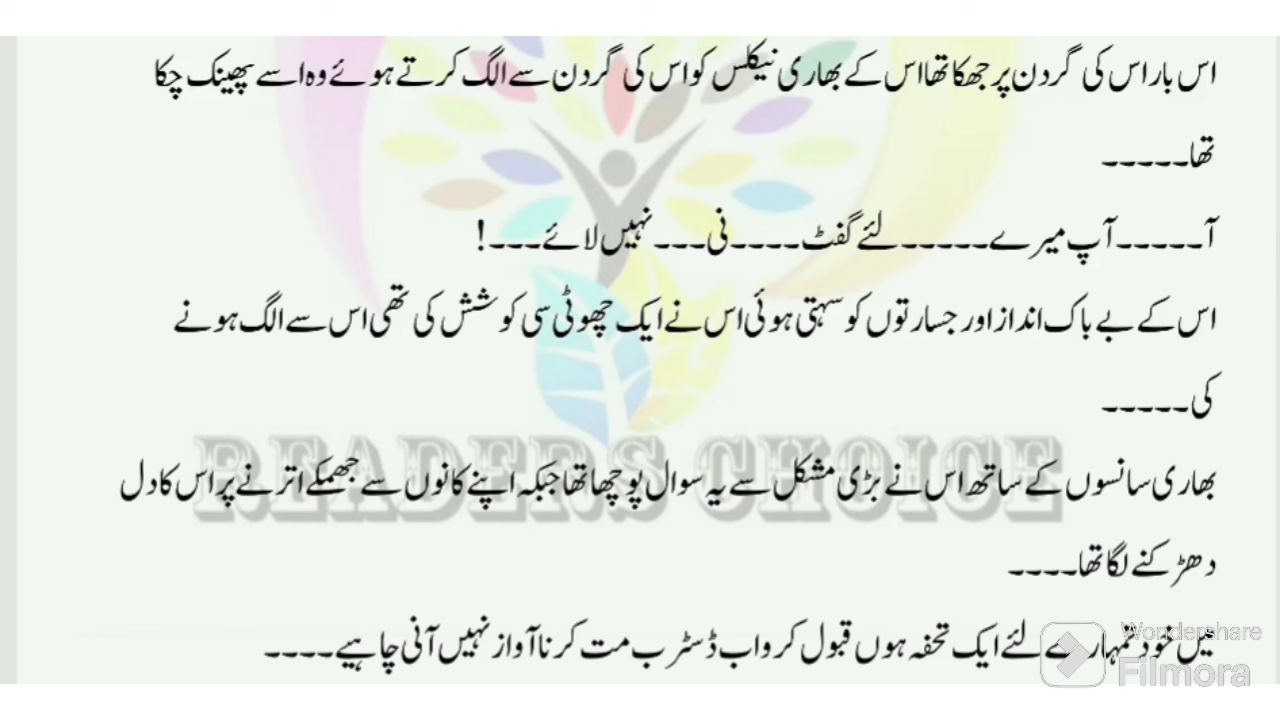 اس بار اس کی گردن پر جھکا تھا اس کے بھاری نیکلس کو اس کی گردن سے الگ کرتے ہوئے وہ اسے پھینک چکا
تھا-----
آ-----آپ میرے-----لئے گفٹ----نی---نہیں لائے---!
اس کے بے باک انداز اور جسارتوں کو سہتی ہوئی اس نے ایک چھوٹی سی کوشش کی تھی اس سے الگ ہونے
کی-----
READERS CHOICE
بھاری سانسوں کے ساتھ اس نے بڑی مشکل سے یہ سوال پوچھا تھا جبکہ اپنے کانوں سے جھمکے اترنے پر اس کا دل
دھڑکنے لگا تھا----
میں خود تمہارے لئے ایک تحفہ ہوں قبول کرو اب ڈسٹرب مت کرنا آواز نہیں آنی چاہیے----
Wondershare
Filmora